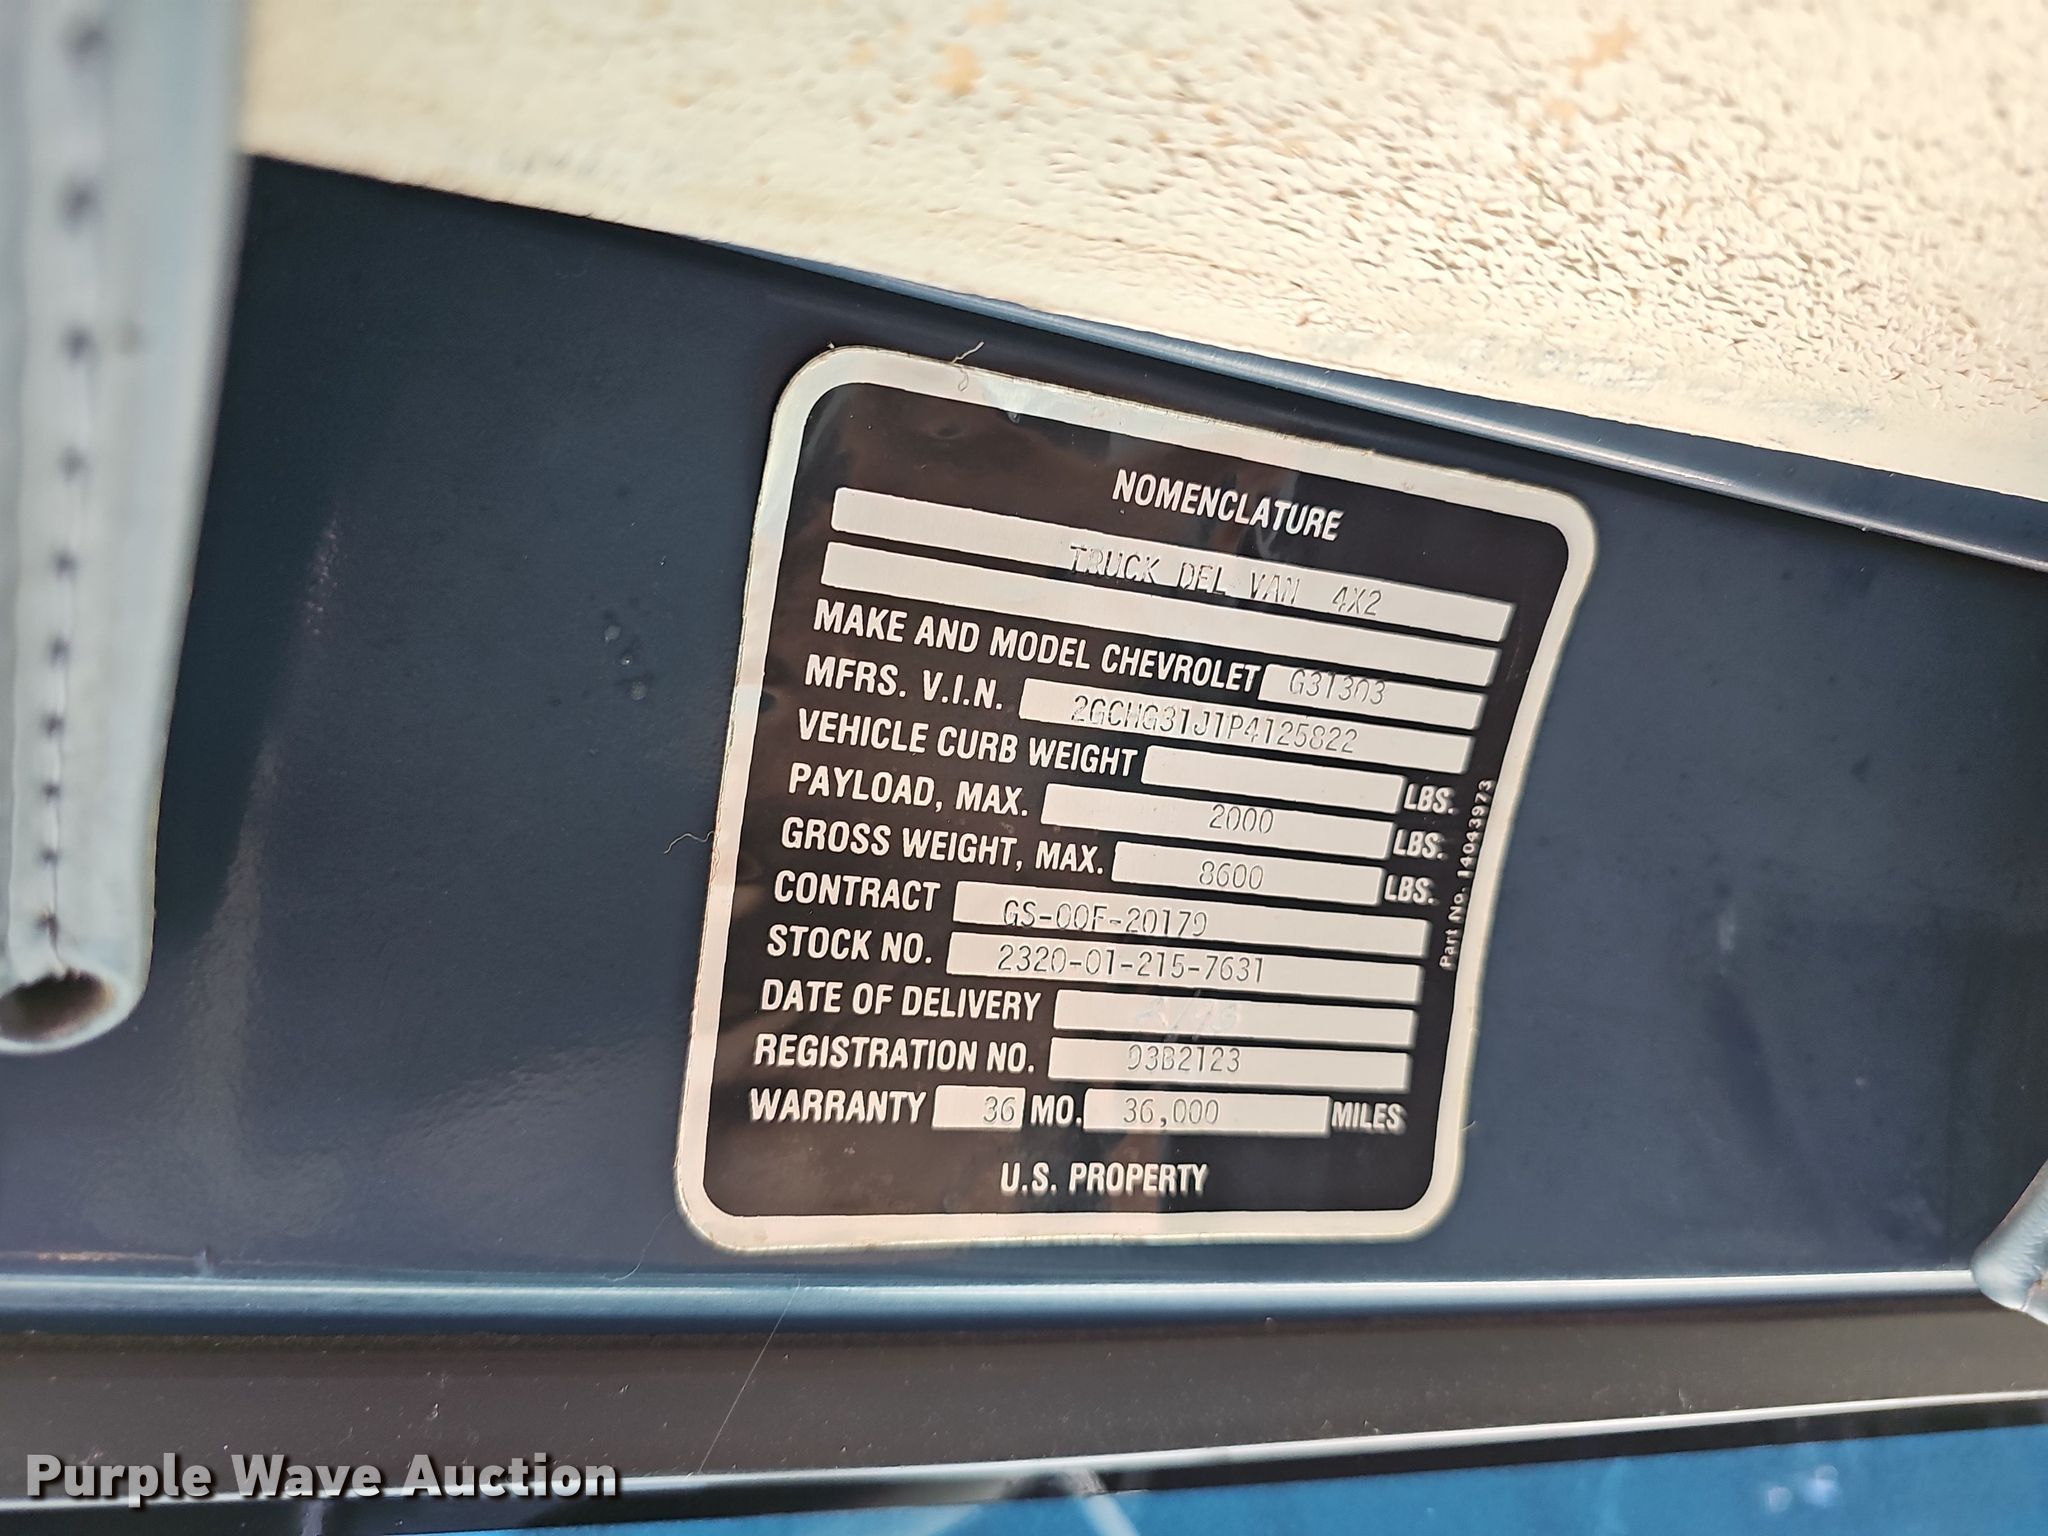 NOMENCLATURE
TRUCK DEL VAN 4X2
MAKE AND MODEL CHEVROLET G31303
MFRS. V.I.N. 2GCHG31J1P4125822
VEHICLE CURB WEIGHT LBS.
PAYLOAD, MAX. 2000 LBS.
GROSS WEIGHT, MAX. 8600 LBS.
CONTRACT GS-00F-20179
STOCK NO. 2320-01-215-7631
DATE OF DELIVERY
REGISTRATION NO. 93B2123
WARRANTY 36 MO. 36,000 MILES
U.S. PROPERTY
Part No. 14043973
Purple Wave Auction